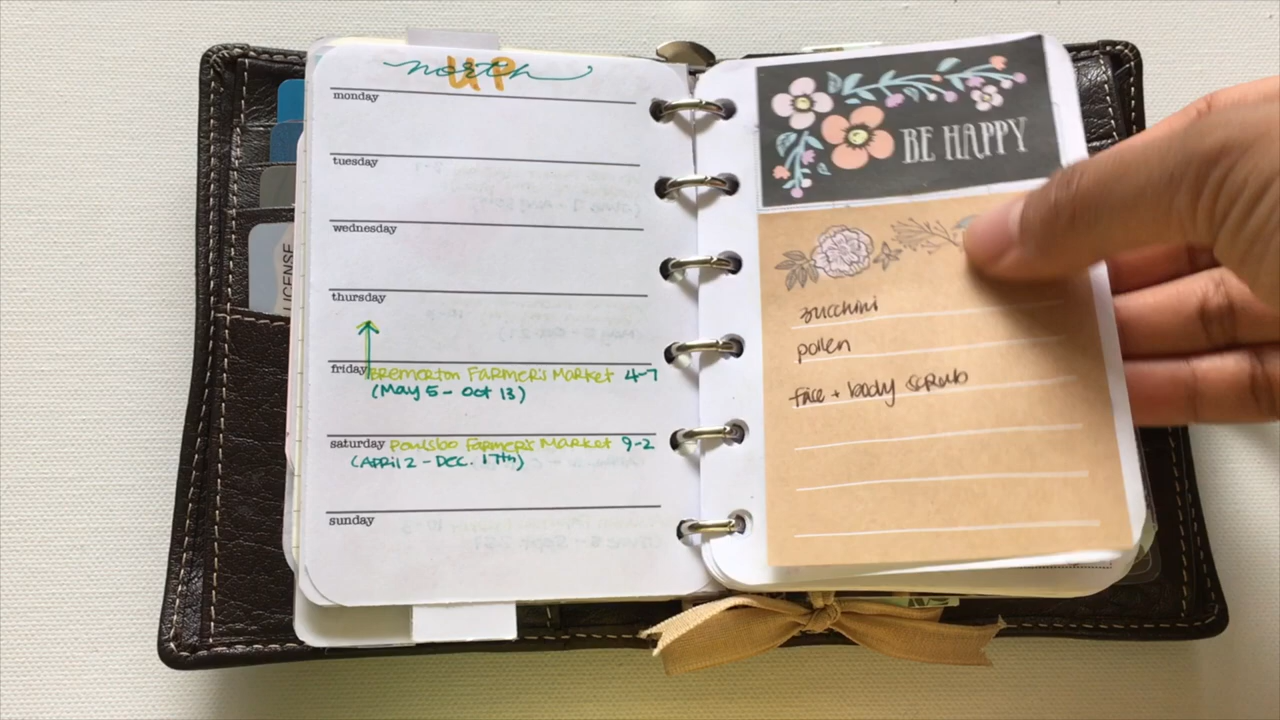 north
UP
monday
tuesday
wednesday
thursday
friday Bremerton Farmer's Market 4-7
(May 5 - Oct 13)
saturday Poulsbo Farmer's Market 9-2
(April 2 - Dec. 17th)
sunday
LICENSE
BE HAPPY
zucchini
pollen
face + body scrub